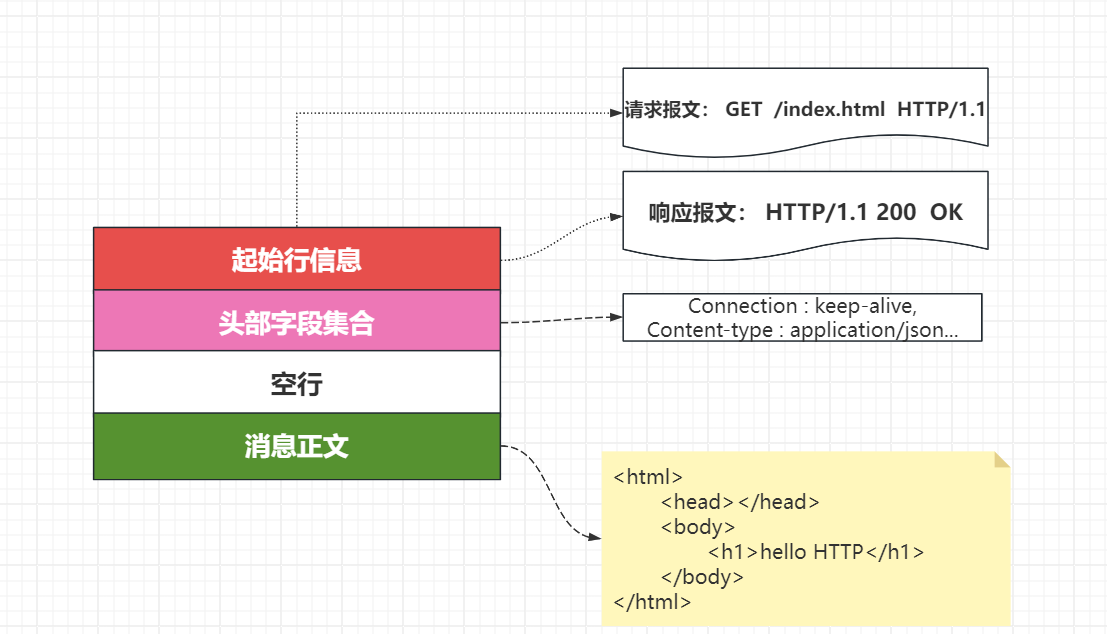 请求报文： GET /index.html HTTP/1.1
响应报文： HTTP/1.1 200 OK
起始行信息
头部字段集合
Connection : keep-alive,
Content-type : application/json...
空行
消息正文
<html>
<head></head>
<body>
<h1>hello HTTP</h1>
</body>
</html>